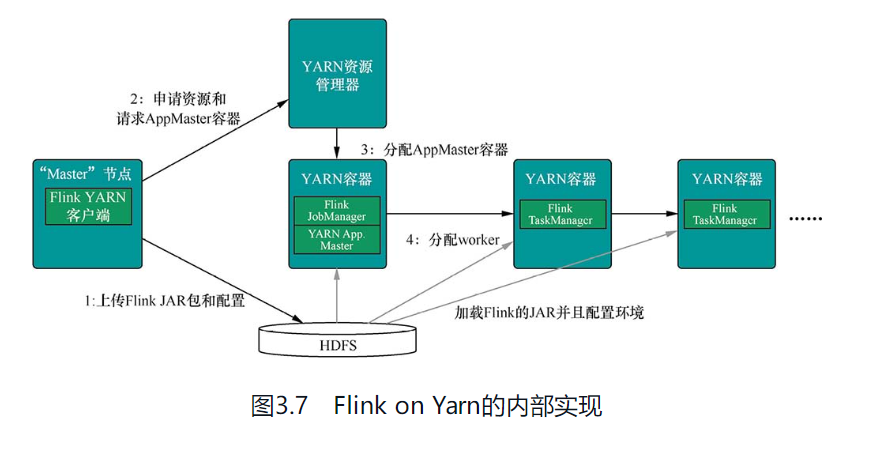 YARN资源
管理器
2：申请资源和
请求AppMaster容器
3：分配AppMaster容器
“Master”节点
Flink YARN
客户端
YARN容器
Flink
JobManager
YARN App.
Master
YARN容器
Flink
TaskManager
YARN容器
Flink
TaskManager
……
4：分配worker
1:上传Flink JAR包和配置
加载Flink的JAR并且配置环境
HDFS
图3.7 Flink on Yarn的内部实现